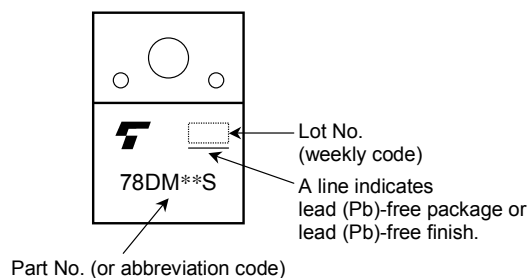 Lot No.
(weekly code)
A line indicates
lead (Pb)-free package or
lead (Pb)-free finish.
78DM**S
Part No. (or abbreviation code)